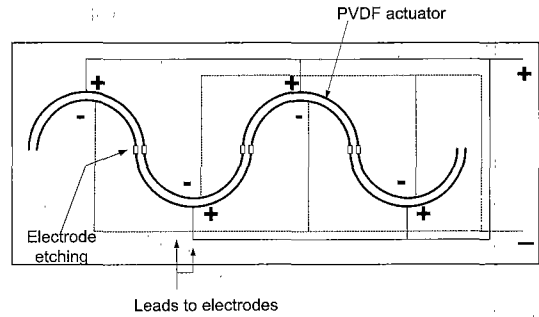 PVDF actuator
+ + +
- -
- -
+ + −
Electrode
etching
Leads to electrodes